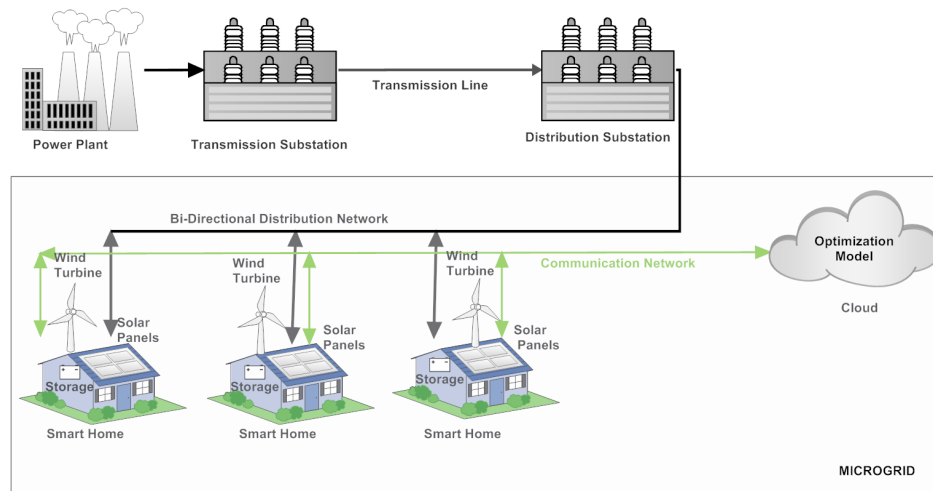 Transmission Line
Power Plant
Transmission Substation
Distribution Substation
Bi-Directional Distribution Network
Optimization
Model
Wind
Turbine
Wind
Turbine
Wind
Turbine
Communication Network
Cloud
Solar
Panels
Solar
Panels
Solar
Panels
Storage
Storage
Storage
Smart Home
Smart Home
Smart Home
MICROGRID